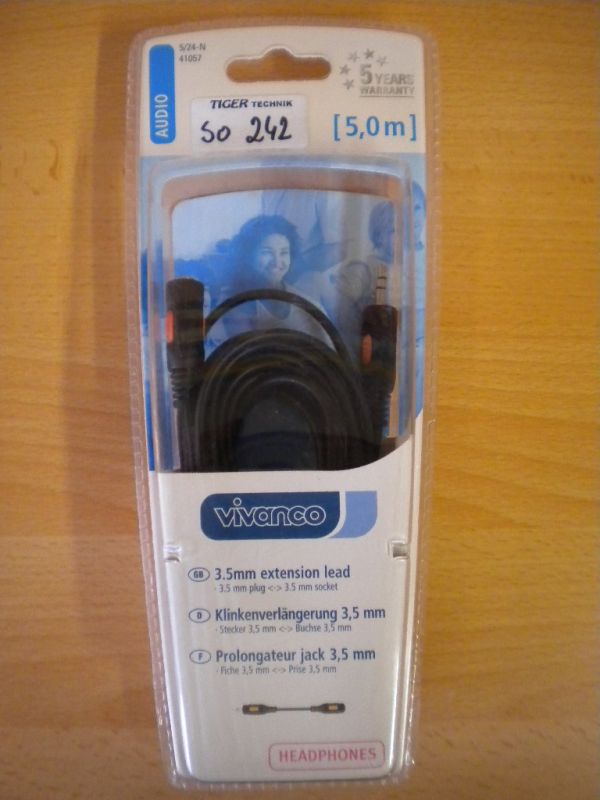 S/24-N
41057
AUDIO
5 YEARS
WARRANTY
TIGER TECHNIK
SO 242
[5,0m]
vivanco
GB 3.5mm extension lead
- 3.5 mm plug <-> 3.5 mm socket
D Klinkenverlängerung 3,5 mm
- Stecker 3,5 mm <-> Buchse 3,5 mm
F Prolongateur jack 3,5 mm
- Fiche 3,5 mm <-> Prise 3,5 mm
HEADPHONES